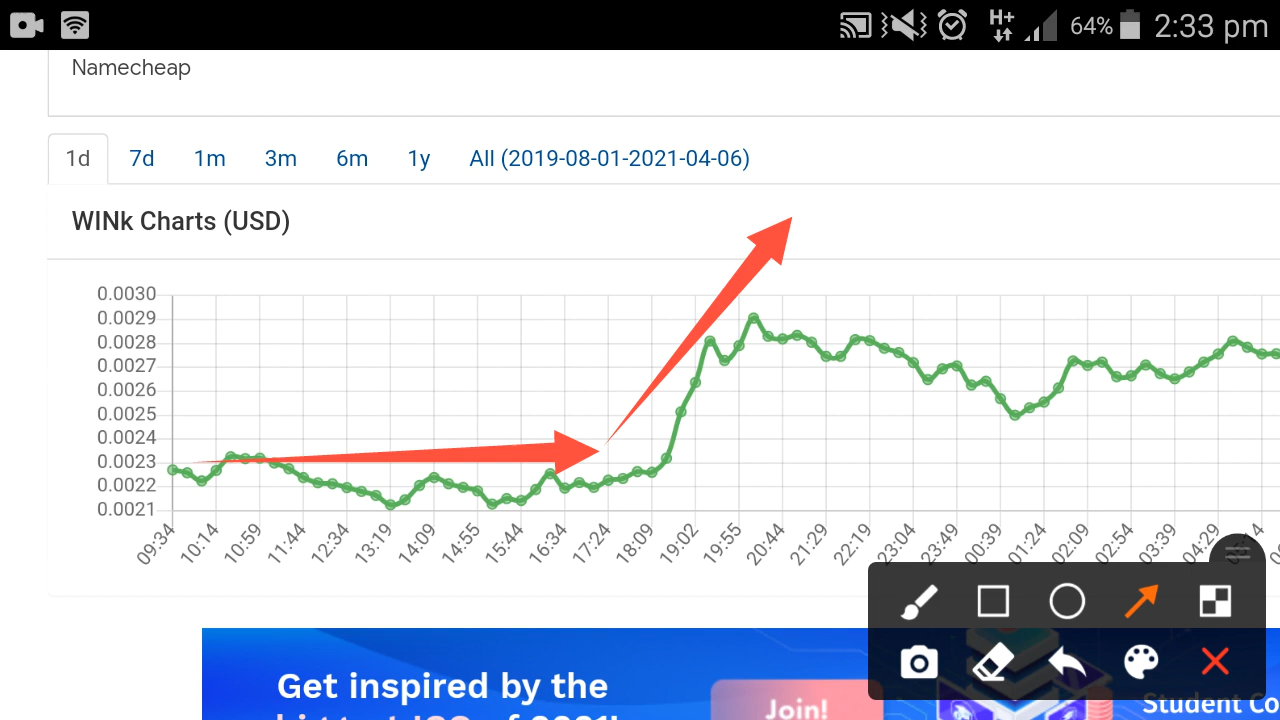 H+ 64% 2:33 pm
Namecheap
1d 7d 1m 3m 6m 1y All (2019-08-01-2021-04-06)
WINk Charts (USD)
0.0030
0.0029
0.0028
0.0027
0.0026
0.0025
0.0024
0.0023
0.0022
0.0021
09:34 10:14 10:59 11:44 12:34 13:19 14:09 14:55 15:44 16:34 17:24 18:09 19:02 19:55 20:44 21:29 22:19 23:04 23:49 00:39 01:24 02:09 02:54 03:39 04:29
Get inspired by the
Join!
Student Co